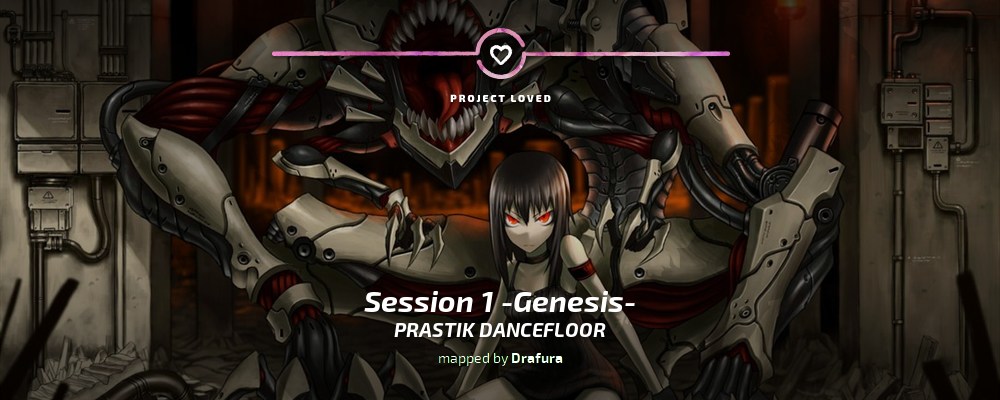 PROJECT LOVED
Session 1 -Genesis-
PRASTIK DANCEFLOOR
mapped by Drafura